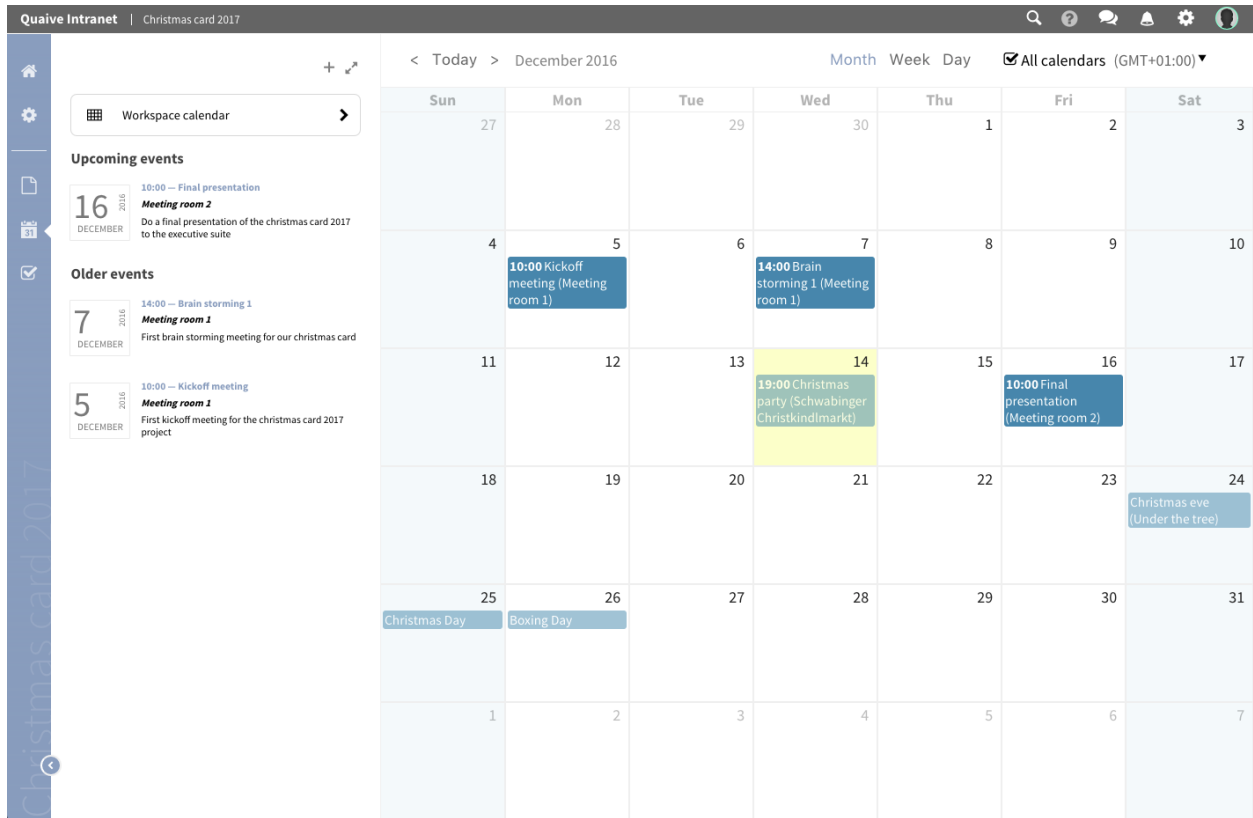 Quaive Intranet | Christmas card 2017
Workspace calendar
Upcoming events
16
2016
DECEMBER
10:00 — Final presentation
Meeting room 2
Do a final presentation of the christmas card 2017
to the executive suite
Older events
7
2016
DECEMBER
14:00 — Brain storming 1
Meeting room 1
First brain storming meeting for our christmas card
5
2016
DECEMBER
10:00 — Kickoff meeting
Meeting room 1
First kickoff meeting for the christmas card 2017
project
31
Christmas card 2017
< Today > December 2016
Month Week Day
All calendars (GMT+01:00)
Sun Mon Tue Wed Thu Fri Sat
27 28 29 30 1 2 3
4 5 6 7 8 9 10
10:00 Kickoff
meeting (Meeting
room 1)
14:00 Brain
storming 1 (Meeting
room 1)
11 12 13 14 15 16 17
19:00 Christmas
party (Schwabinger
Christkindlmarkt)
10:00 Final
presentation
(Meeting room 2)
18 19 20 21 22 23 24
Christmas eve
(Under the tree)
25 26 27 28 29 30 31
Christmas Day
Boxing Day
1 2 3 4 5 6 7